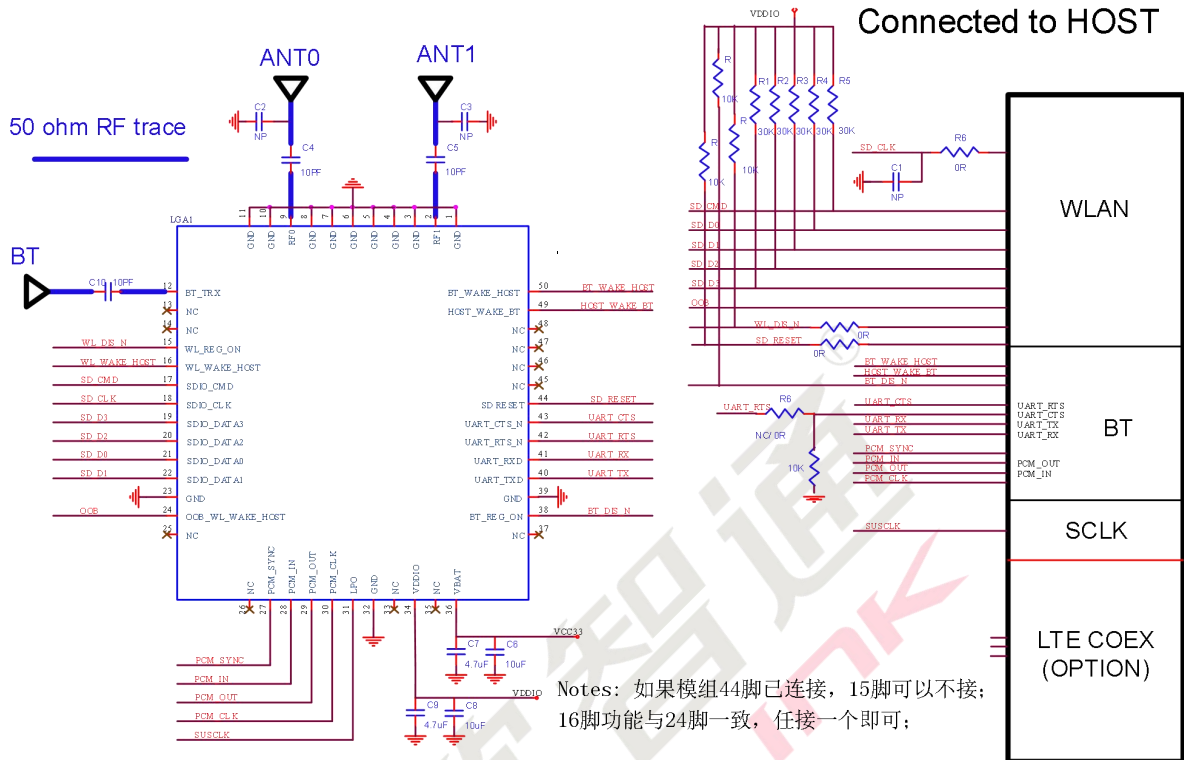 Connected to HOST
VDDIO
ANT0
ANT1
50 ohm RF trace
C2
NP
C3
NP
C4
10PF
C5
10PF
R
10K
R
10K
R
10K
R1
30K
R2
30K
R3
30K
R4
30K
R5
30K
SD_CLK
R6
0R
C1
NP
SD_CMD
SD_D0
SD_D1
SD_D2
SD_D3
OOB
WL_DIS_N
0R
SD_RESET
0R
WLAN
LGA1
11 GND
10 GND
9 RF0
8 GND
7 GND
6 GND
5 GND
4 GND
3 GND
2 RF1
1 GND
BT
C10 10PF
12 BT_TRX
13 NC
14 NC
WL_DIS_N 15 WL_REG_ON
WL_WAKE_HOST 16 WL_WAKE_HOST
SD_CMD 17 SDIO_CMD
SD_CLK 18 SDIO_CLK
SD_D3 19 SDIO_DATA3
SD_D2 20 SDIO_DATA2
SD_D0 21 SDIO_DATA0
SD_D1 22 SDIO_DATA1
23 GND
OOB 24 OOB_WL_WAKE_HOST
25 NC
BT_WAKE_HOST 50 BT_WAKE_HOST
HOST_WAKE_BT 49 HOST_WAKE_BT
NC 48
NC 47
NC 46
NC 45
SD RESET 44 SD_RESET
UART_CTS_N 43 UART_CTS
UART_RTS_N 42 UART_RTS
UART_RXD 41 UART_RX
UART_TXD 40 UART_TX
GND 39
BT_REG_ON 38 BT_DIS_N
NC 37
26 NC
27 PCM_SYNC
28 PCM_IN
29 PCM_OUT
30 PCM_CLK
31 LPO
32 GND
33 NC
34 VDDIO
35 NC
36 VBAT
PCM_SYNC
PCM_IN
PCM_OUT
PCM_CLK
SUSCLK
VCC33
C7
4.7uF
C6
10uF
VDDIO
C9
4.7uF
C8
10uF
BT_WAKE_HOST
HOST_WAKE_BT
BT_DIS_N
UART_RTS
R6
NC/0R
10K
UART_CTS
UART_RX
UART_TX
PCM_SYNC
PCM_IN
PCM_OUT
PCM_CLK
UART_RTS
UART_CTS
UART_TX
UART_RX
PCM_OUT
PCM_IN
BT
SUSCLK
SCLK
LTE COEX
(OPTION)
Notes: 如果模组44脚已连接，15脚可以不接；
16脚功能与24脚一致，任接一个即可；
智通
®